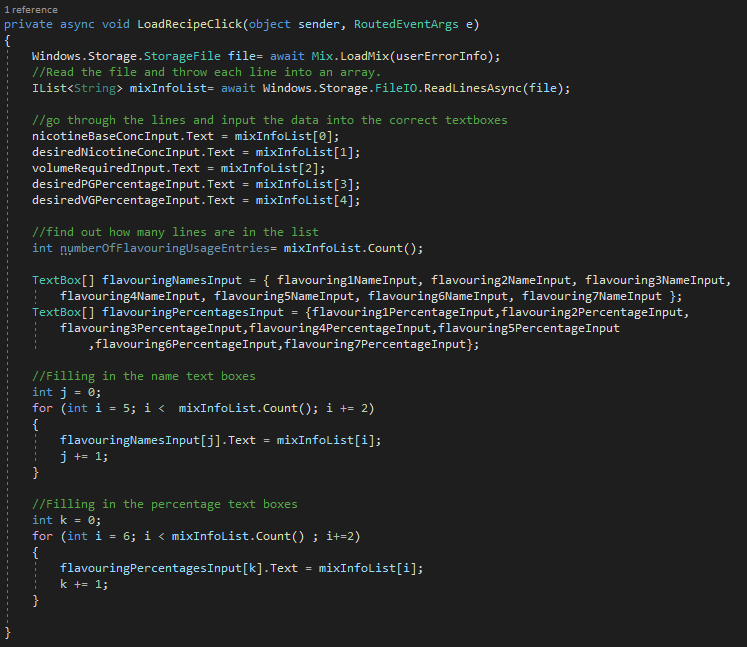 1 reference
private async void LoadRecipeClick(object sender, RoutedEventArgs e)
{
    Windows.Storage.StorageFile file= await Mix.LoadMix(userErrorInfo);
    //Read the file and throw each line into an array.
    IList<String> mixInfoList= await Windows.Storage.FileIO.ReadLinesAsync(file);

    //go through the lines and input the data into the correct textboxes
    nicotineBaseConcInput.Text = mixInfoList[0];
    desiredNicotineConcInput.Text = mixInfoList[1];
    volumeRequiredInput.Text = mixInfoList[2];
    desiredPGPercentageInput.Text = mixInfoList[3];
    desiredVGPercentageInput.Text = mixInfoList[4];

    //find out how many lines are in the list
    int numberOfFlavouringUsageEntries= mixInfoList.Count();

    TextBox[] flavouringNamesInput = { flavouring1NameInput, flavouring2NameInput, flavouring3NameInput,
        flavouring4NameInput, flavouring5NameInput, flavouring6NameInput, flavouring7NameInput };
    TextBox[] flavouringPercentagesInput = {flavouring1PercentageInput,flavouring2PercentageInput,
        flavouring3PercentageInput,flavouring4PercentageInput,flavouring5PercentageInput
            ,flavouring6PercentageInput,flavouring7PercentageInput};

    //Filling in the name text boxes
    int j = 0;
    for (int i = 5; i <  mixInfoList.Count(); i += 2)
    {
        flavouringNamesInput[j].Text = mixInfoList[i];
        j += 1;
    }

    //Filling in the percentage text boxes
    int k = 0;
    for (int i = 6; i < mixInfoList.Count() ; i+=2)
    {
        flavouringPercentagesInput[k].Text = mixInfoList[i];
        k += 1;
    }

}